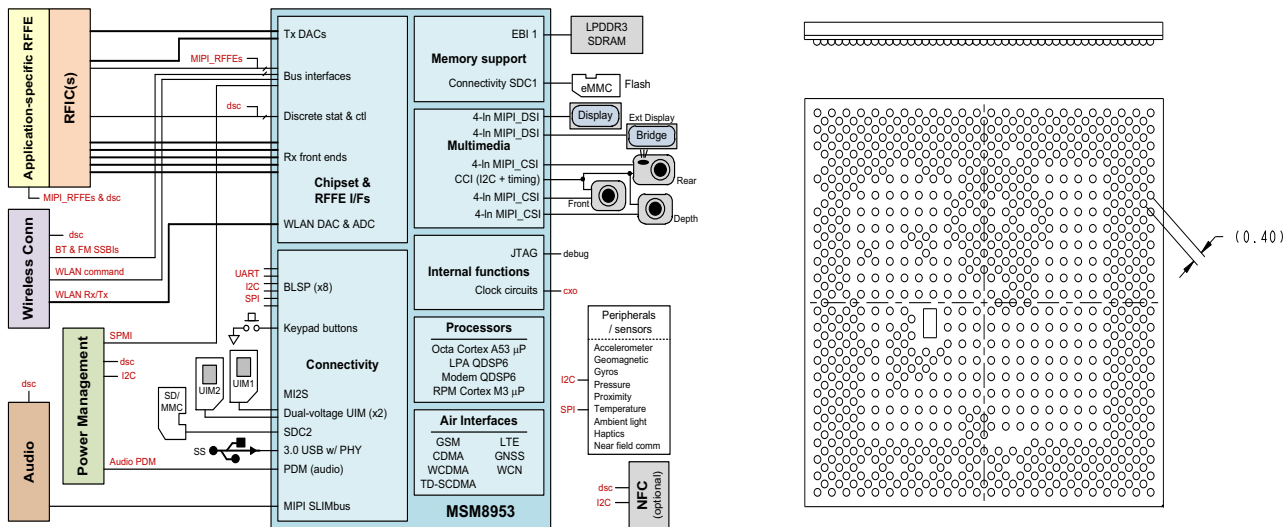 Application-specific RFFE
RFIC(s)
MIPI_RFFEs
dsc
MIPI_RFFEs & dsc
Wireless Conn
dsc
BT & FM SSBIs
WLAN command
WLAN Rx/Tx
Power Management
SPMI
dsc
I2C
Audio PDM
dsc
Audio
Tx DACs
Bus interfaces
Discrete stat & ctl
Rx front ends
Chipset &
RFFE I/Fs
WLAN DAC & ADC
UART
I2C
SPI
BLSP (x8)
Keypad buttons
Connectivity
UIM1
UIM2
SD/
MMC
MI2S
Dual-voltage UIM (x2)
SDC2
SS
3.0 USB w/ PHY
PDM (audio)
MIPI SLIMbus
EBI 1
Memory support
Connectivity SDC1
LPDDR3
SDRAM
eMMC
Flash
4-ln MIPI_DSI
4-ln MIPI_DSI
Multimedia
4-ln MIPI_CSI
CCI (I2C + timing)
4-ln MIPI_CSI
4-ln MIPI_CSI
Display
Ext Display
Bridge
Rear
Front
Depth
JTAG
debug
Internal functions
Clock circuits
cxo
Processors
Octa Cortex A53 µP
LPA QDSP6
Modem QDSP6
RPM Cortex M3 µP
Air Interfaces
GSM LTE
CDMA GNSS
WCDMA WCN
TD-SCDMA
MSM8953
Peripherals
/ sensors
Accelerometer
Geomagnetic
Gyros
Pressure
Proximity
Temperature
Ambient light
Haptics
Near field comm
I2C
SPI
dsc
I2C
NFC
(optional)
(0.40)